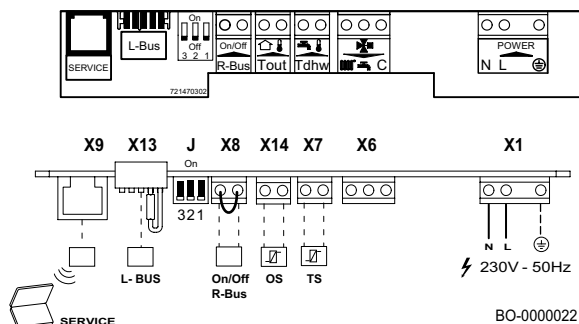 On
On/Off
R-Bus
Tout
Tdhw
C
POWER
N L
L-Bus
Off
3 2 1
SERVICE
721470302
X9 X13 J X8 X14 X7 X6 X1
On
321
N L
L- BUS
On/Off
R-Bus
OS
TS
230V - 50Hz
SERVICE
BO-0000022